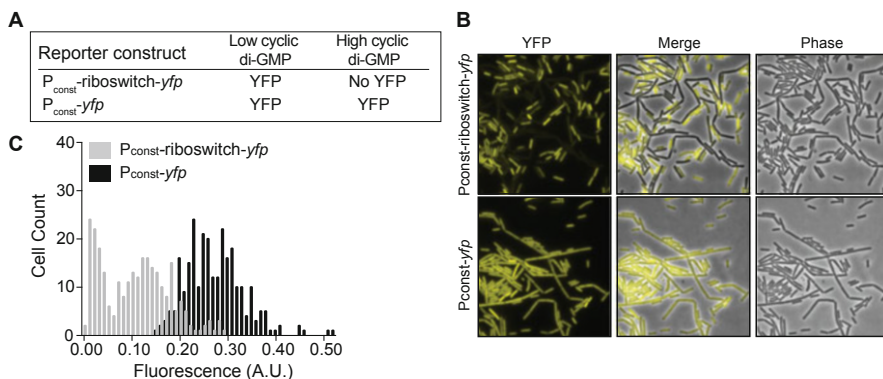 A
Reporter construct
Low cyclic di-GMP
High cyclic di-GMP
Pconst-riboswitch-yfp
YFP
No YFP
Pconst-yfp
YFP
YFP
B
YFP
Merge
Phase
Pconst-riboswitch-yfp
Pconst-yfp
C
Pconst-riboswitch-yfp
Pconst-yfp
Cell Count
40
30
20
10
0
0.00
0.10
0.20
0.30
0.40
0.50
Fluorescence (A.U.)